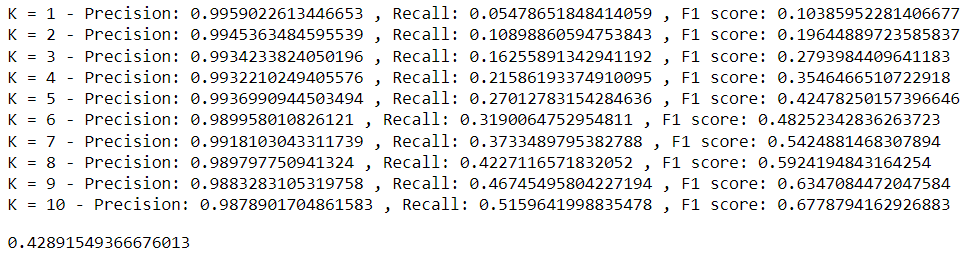 K = 1 - Precision: 0.9959022613446653 , Recall: 0.05478651848414059 , F1 score: 0.10385952281406677
K = 2 - Precision: 0.9945363484595539 , Recall: 0.10898860594753843 , F1 score: 0.19644889723585837
K = 3 - Precision: 0.9934233824050196 , Recall: 0.16255891342941192 , F1 score: 0.2793984409641183
K = 4 - Precision: 0.9932210249405576 , Recall: 0.21586193374910095 , F1 score: 0.3546466510722918
K = 5 - Precision: 0.9936990944503494 , Recall: 0.27012783154284636 , F1 score: 0.42478250157396646
K = 6 - Precision: 0.989958010826121 , Recall: 0.3190064752954811 , F1 score: 0.48252342836263723
K = 7 - Precision: 0.9918103043311739 , Recall: 0.3733489795382788 , F1 score: 0.5424881468307894
K = 8 - Precision: 0.989797750941324 , Recall: 0.4227116571832052 , F1 score: 0.5924194843164254
K = 9 - Precision: 0.9883283105319758 , Recall: 0.46745495804227194 , F1 score: 0.6347084472047584
K = 10 - Precision: 0.9878901704861583 , Recall: 0.5159641998835478 , F1 score: 0.6778794162926883
0.42891549366676013